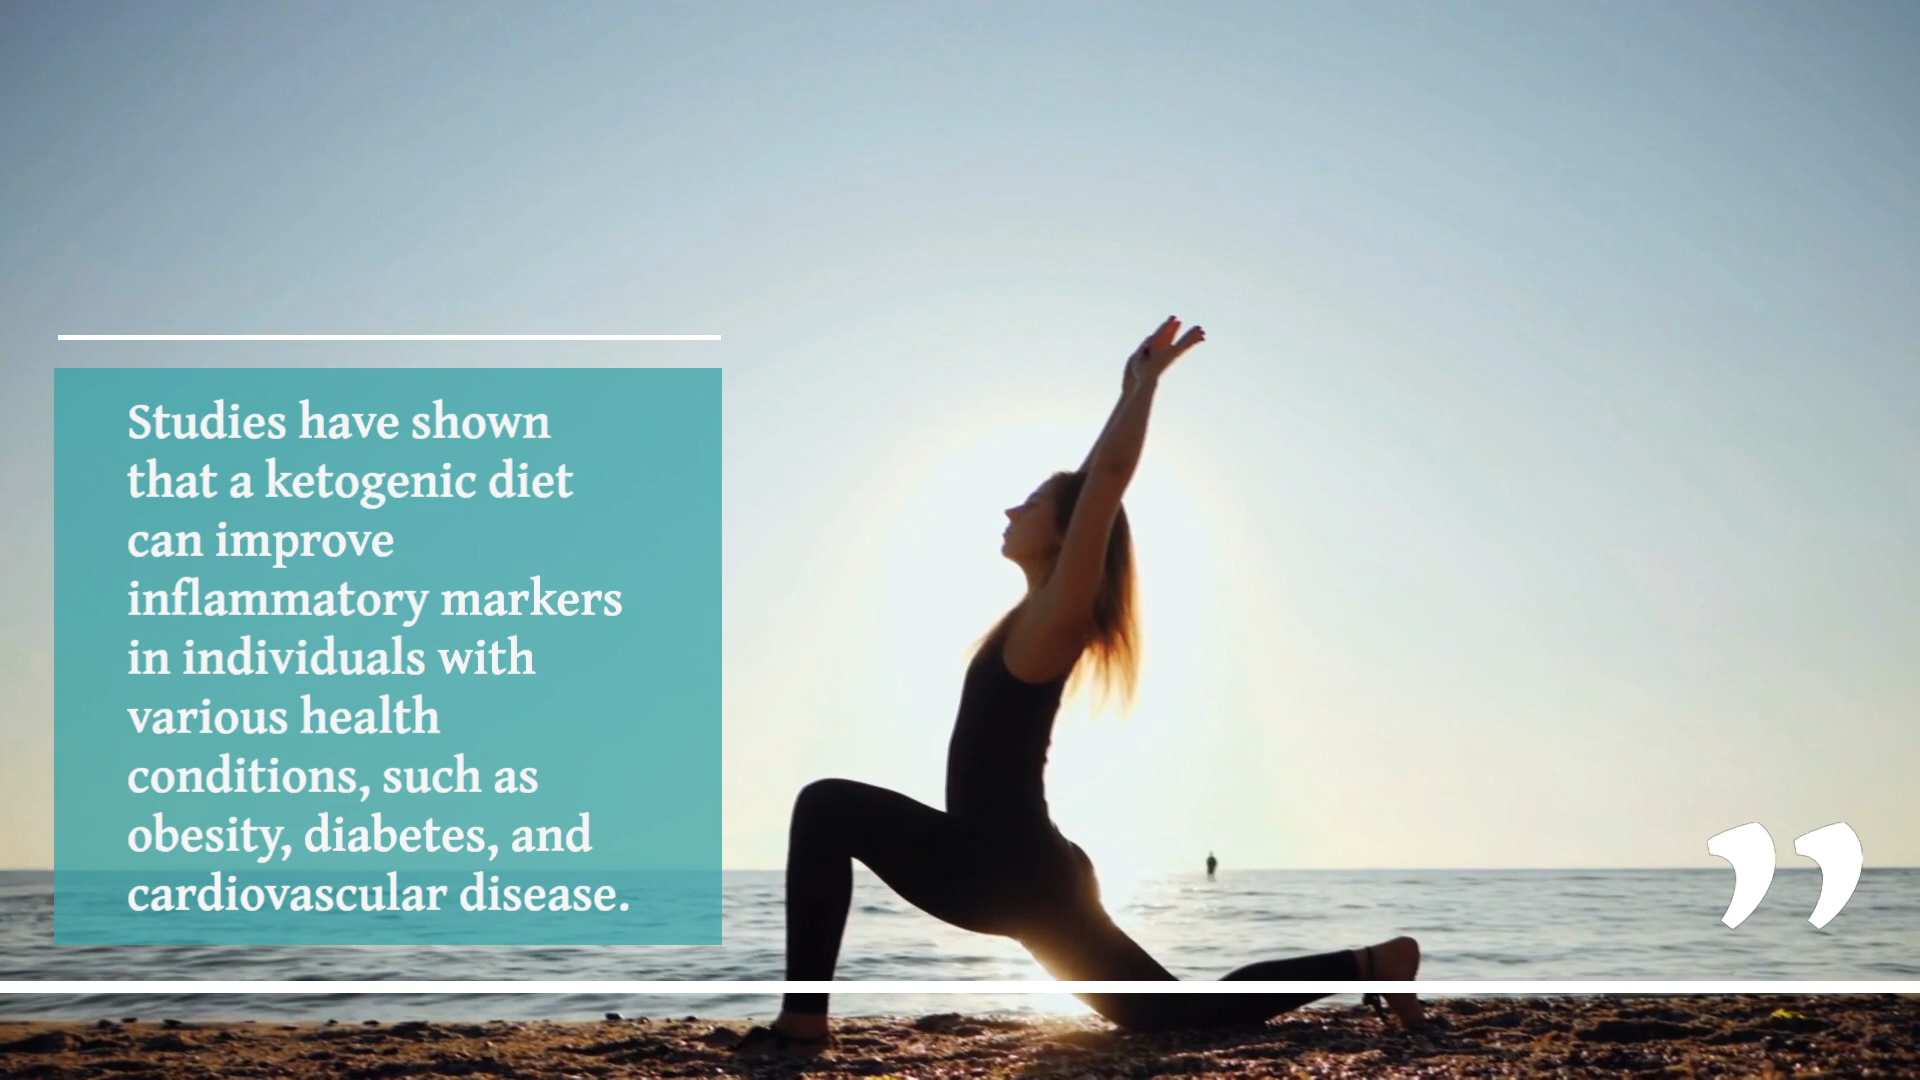 Studies have shown
that a ketogenic diet
can improve
inflammatory markers
in individuals with
various health
conditions, such as
obesity, diabetes, and
cardiovascular disease.
”